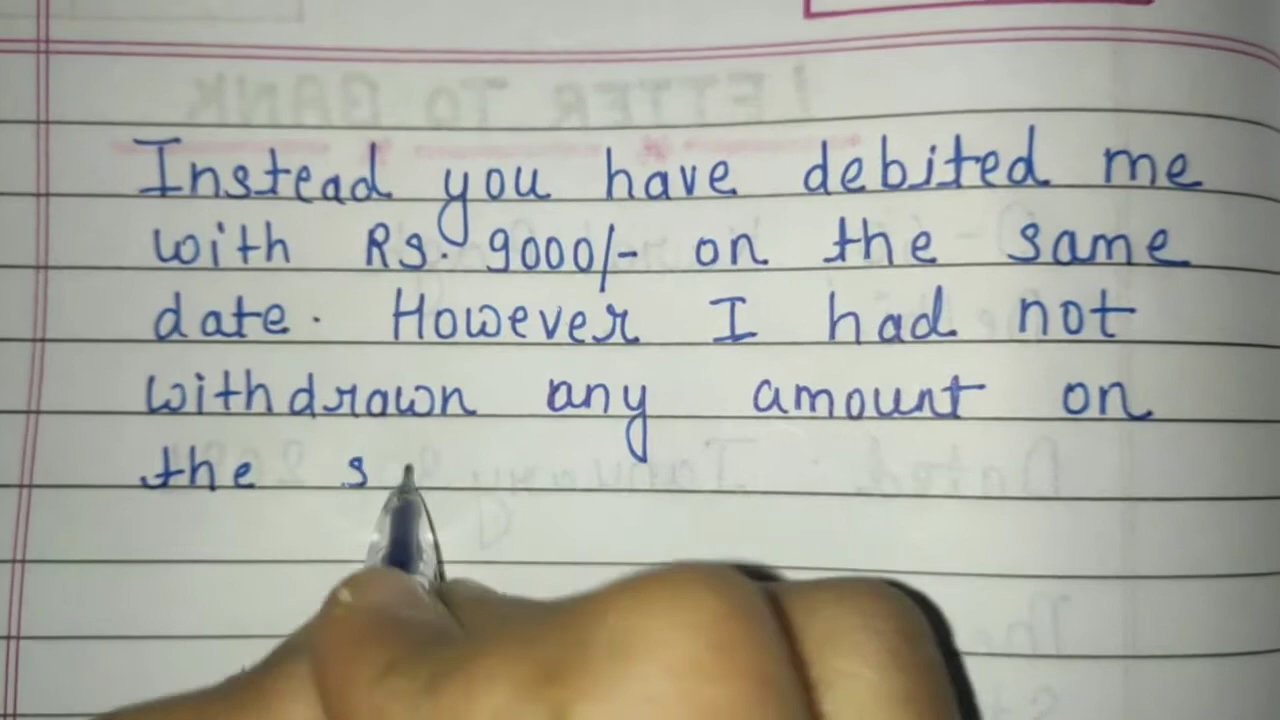 Instead you have debited me
with Rs. 9000/- on the same
date. However I had not
withdrawn any amount on
the s